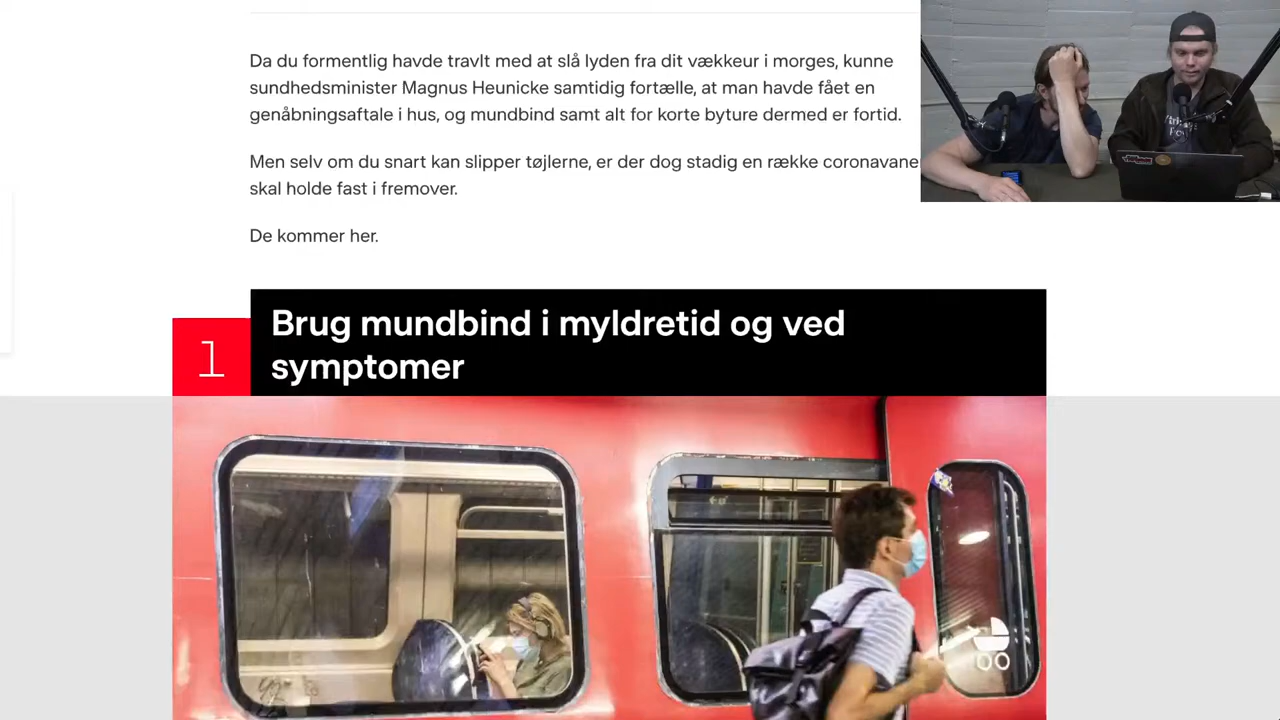 Da du formentlig havde travlt med at slå lyden fra dit vækkeur i morges, kunne
sundhedsminister Magnus Heunicke samtidig fortælle, at man havde fået en
genåbningsaftale i hus, og mundbind samt alt for korte byture dermed er fortid.
Men selv om du snart kan slipper tøjlerne, er der dog stadig en række coronavane
skal holde fast i fremover.
De kommer her.
1
Brug mundbind i myldretid og ved
symptomer